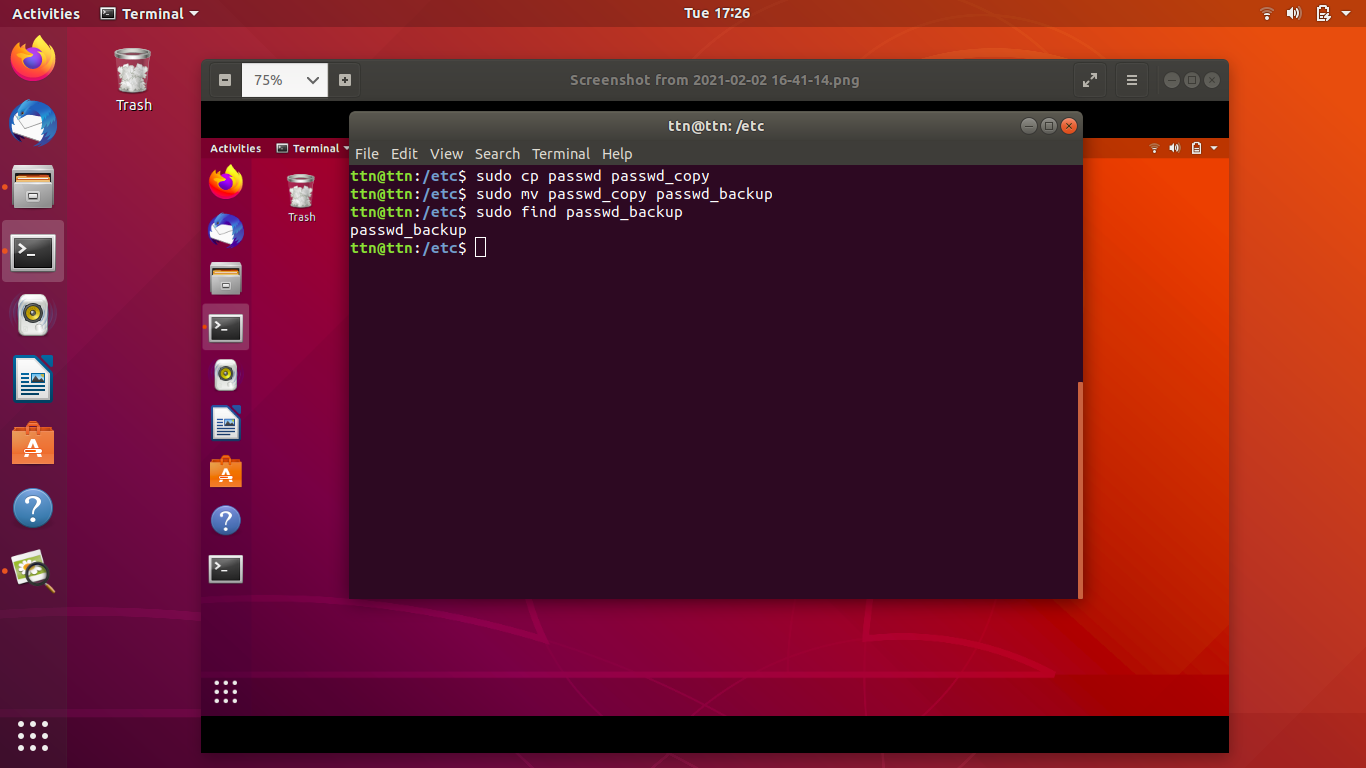 Activities Terminal Tue 17:26
Trash
75% Screenshot from 2021-02-02 16-41-14.png
ttn@ttn: /etc
File Edit View Search Terminal Help
Activities Terminal
Trash
ttn@ttn:/etc$ sudo cp passwd passwd_copy
ttn@ttn:/etc$ sudo mv passwd_copy passwd_backup
ttn@ttn:/etc$ sudo find passwd_backup
passwd_backup
ttn@ttn:/etc$